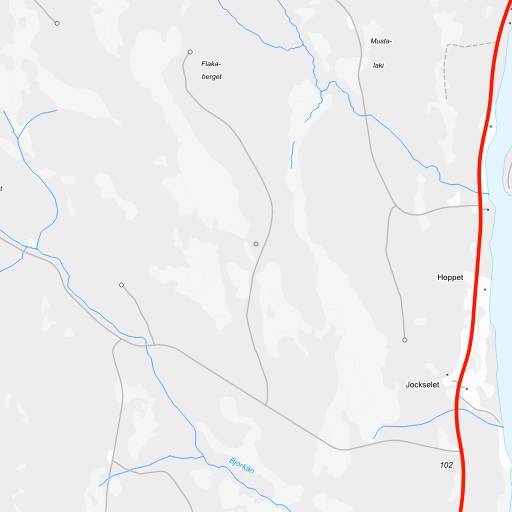 Musta-
laki
Flaka-
berget
Hoppet
Jockselet
102
Björkån